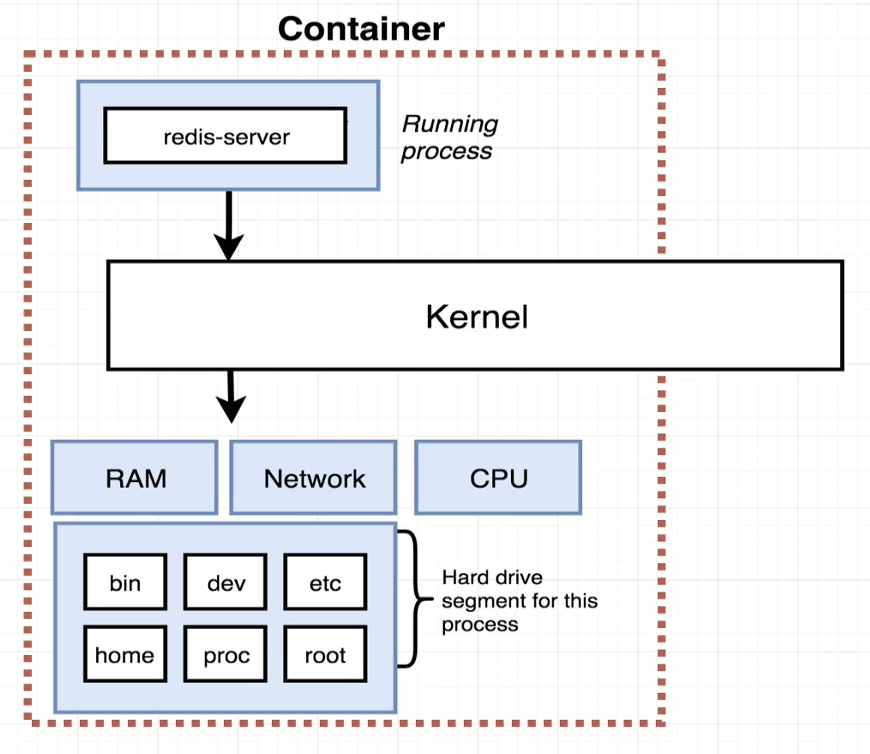 Container
redis-server
Running
process
Kernel
RAM
Network
CPU
bin
dev
etc
home
proc
root
Hard drive
segment for this
process